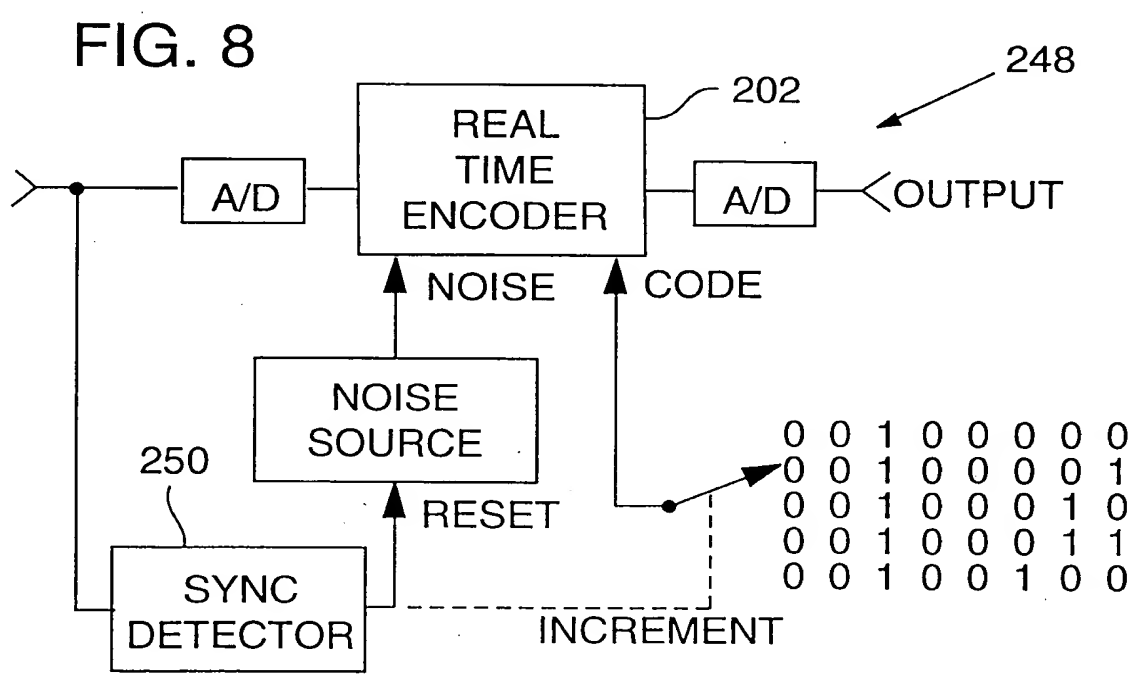 FIG. 8
248
202
REAL
TIME
ENCODER
A/D
A/D
OUTPUT
NOISE
CODE
NOISE
SOURCE
250
RESET
0 0 1 0 0 0 0 0
0 0 1 0 0 0 0 1
0 0 1 0 0 0 1 0
0 0 1 0 0 0 1 1
0 0 1 0 0 1 0 0
SYNC
DETECTOR
INCREMENT